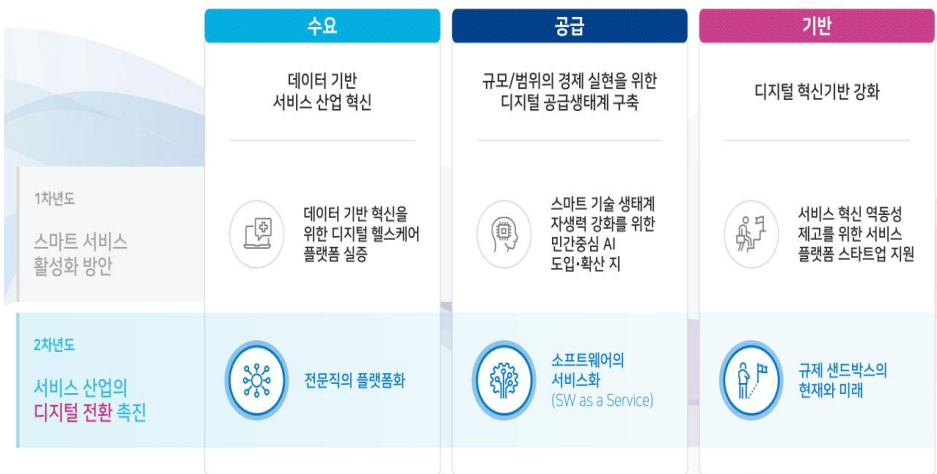 수요
공급
기반
데이터 기반
서비스 산업 혁신
규모/범위의 경제 실현을 위한
디지털 공급생태계 구축
디지털 혁신기반 강화
1차년도
스마트 서비스
활성화 방안
데이터 기반 혁신을
위한 디지털 헬스케어
플랫폼 실증
스마트 기술 생태계
자생력 강화를 위한
민간중심 AI
도입·확산 지
서비스 혁신 역동성
제고를 위한 서비스
플랫폼 스타트업 지원
2차년도
서비스 산업의
디지털 전환 촉진
전문직의 플랫폼화
소프트웨어의
서비스화
(SW as a Service)
규제 샌드박스의
현재와 미래